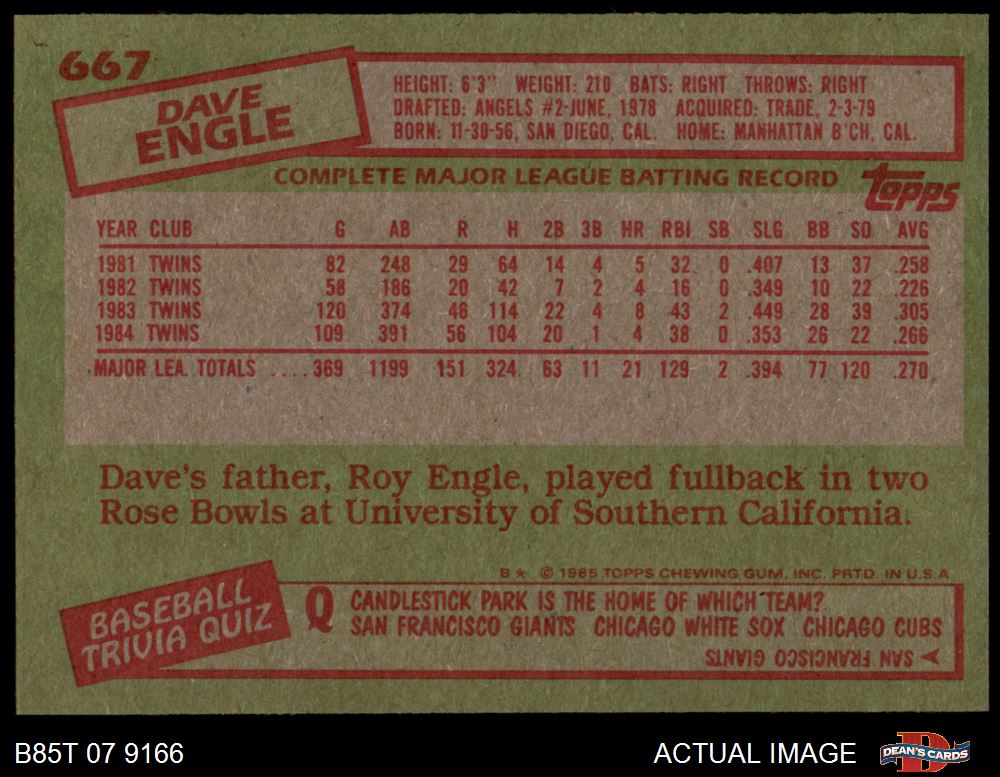 667
DAVE
ENGLE
HEIGHT: 6'3" WEIGHT: 210 BATS: RIGHT THROWS: RIGHT
DRAFTED: ANGELS #2-JUNE, 1978 ACQUIRED: TRADE, 2-3-79
BORN: 11-30-56, SAN DIEGO, CAL. HOME: MANHATTAN B'CH, CAL.
COMPLETE MAJOR LEAGUE BATTING RECORD
topps
YEAR CLUB G AB R H 2B 3B HR RBI SB SLG BB SO AVG
1981 TWINS 82 248 29 64 14 4 5 32 0 .407 13 37 .258
1982 TWINS 58 186 20 42 7 2 4 16 0 .349 10 22 .226
1983 TWINS 120 374 46 114 22 4 8 43 2 .449 28 39 .305
1984 TWINS 109 391 56 104 20 1 4 38 0 .353 26 22 .266
MAJOR LEA. TOTALS ....369 1199 151 324 63 11 21 129 2 .394 77 120 .270
Dave's father, Roy Engle, played fullback in two
Rose Bowls at University of Southern California.
B* © 1985 TOPPS CHEWING GUM, INC. PRTD. IN U.S.A
BASEBALL
TRIVIA QUIZ
Q CANDLESTICK PARK IS THE HOME OF WHICH TEAM?
SAN FRANCISCO GIANTS CHICAGO WHITE SOX CHICAGO CUBS
SAN FRANCISCO GIANTS
B85T 07 9166
ACTUAL IMAGE
D
DEAN'S CARDS